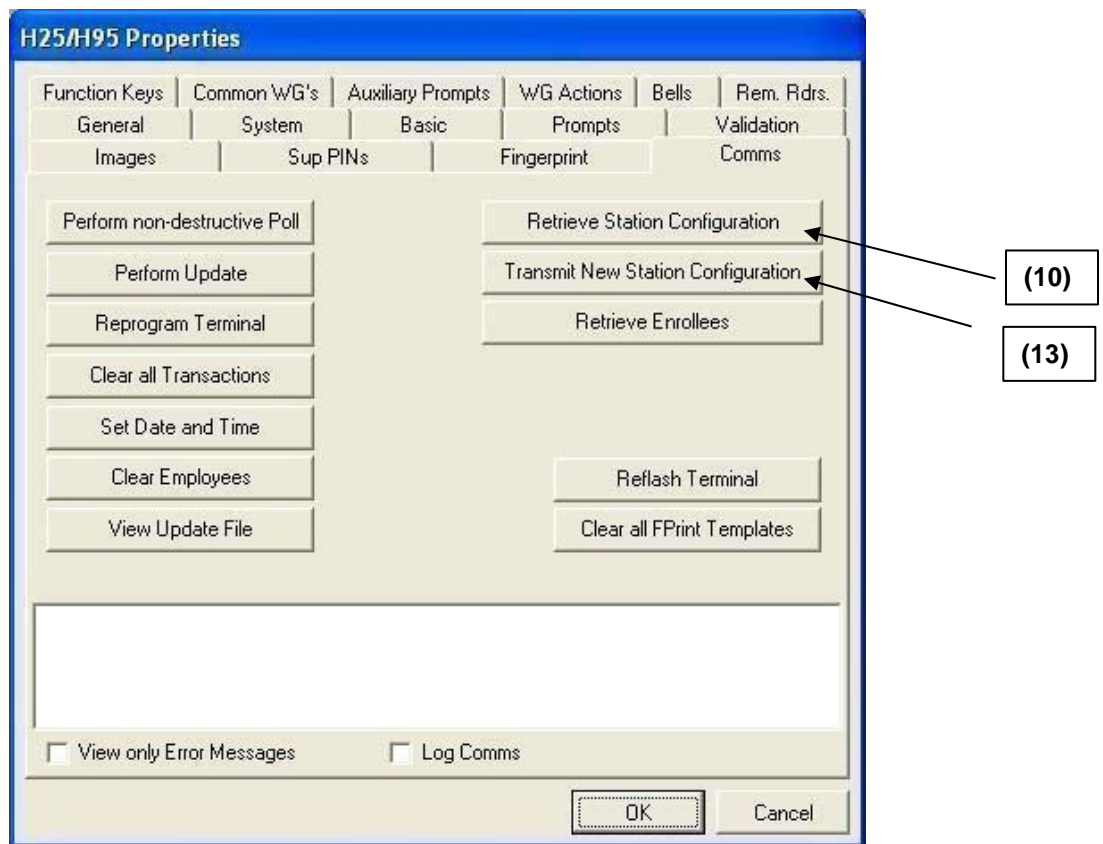 H25/H95 Properties
Function Keys Common WG's Auxiliary Prompts WG Actions Bells Rem. Rdrs.
General System Basic Prompts Validation
Images Sup PINs Fingerprint Comms
Perform non-destructive Poll Retrieve Station Configuration
(10)
Perform Update Transmit New Station Configuration
Reprogram Terminal Retrieve Enrollees
(13)
Clear all Transactions
Set Date and Time
Clear Employees Reflash Terminal
View Update File Clear all FPrint Templates
View only Error Messages Log Comms
OK Cancel